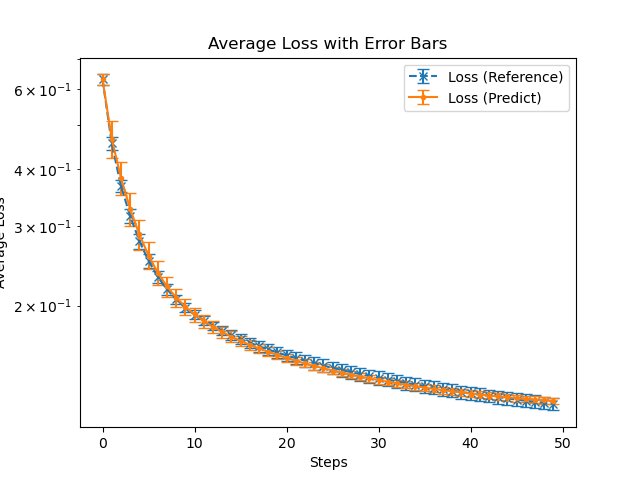 Average Loss with Error Bars
Loss (Reference)
Loss (Predict)
6 × 10⁻¹
4 × 10⁻¹
3 × 10⁻¹
2 × 10⁻¹
Average Loss
0 10 20 30 40 50
Steps